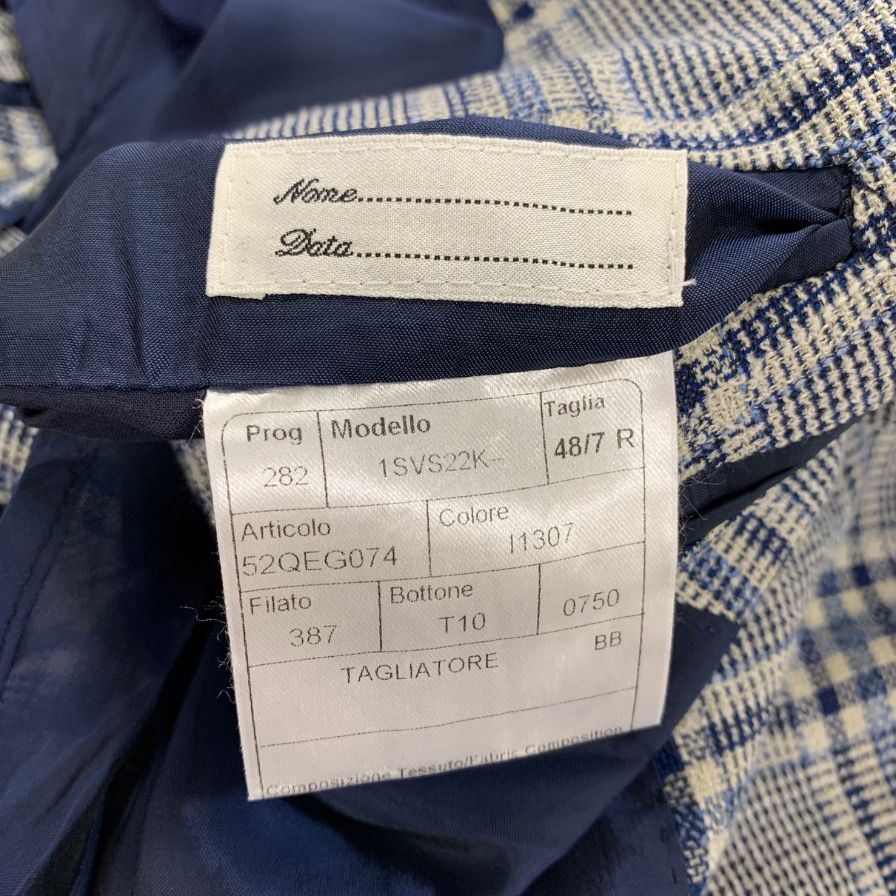 Nome
Data
Prog Modello Taglia
282 1SVS22K-- 48/7 R
Articolo Colore
52QEG074 I1307
Filato Bottone
387 T10 0750
TAGLIATORE BB
Composizione Tessuto/Fabric Composition